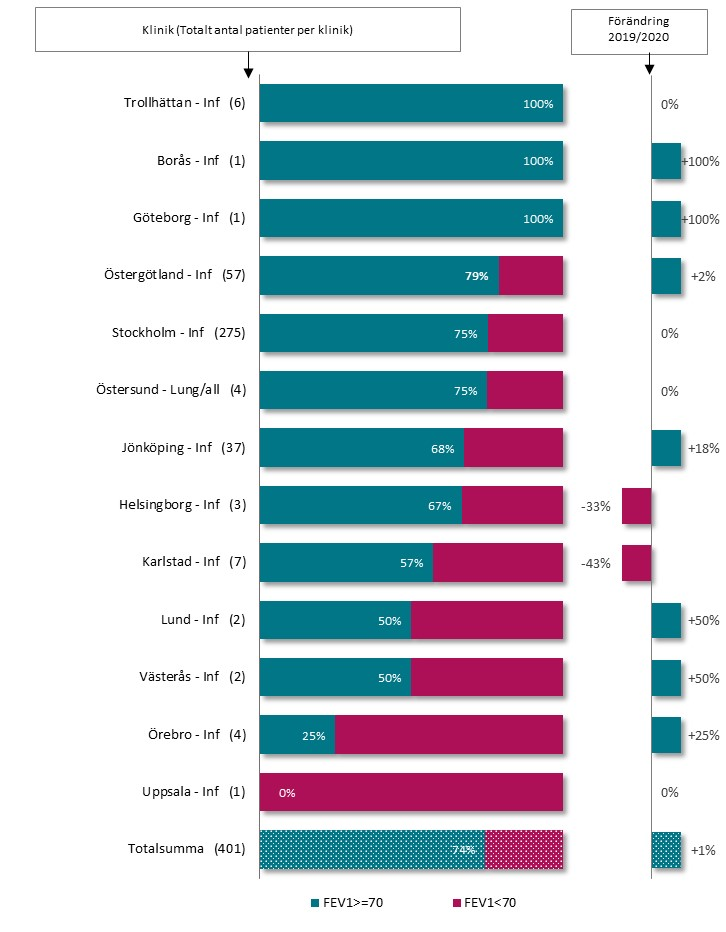 Klinik (Totalt antal patienter per klinik)
Förändring
2019/2020
Trollhättan - Inf (6) 100% 0%
Borås - Inf (1) 100% +100%
Göteborg - Inf (1) 100% +100%
Östergötland - Inf (57) 79% +2%
Stockholm - Inf (275) 75% 0%
Östersund - Lung/all (4) 75% 0%
Jönköping - Inf (37) 68% +18%
Helsingborg - Inf (3) 67% -33%
Karlstad - Inf (7) 57% -43%
Lund - Inf (2) 50% +50%
Västerås - Inf (2) 50% +50%
Örebro - Inf (4) 25% +25%
Uppsala - Inf (1) 0% 0%
Totalsumma (401) 74% +1%
FEV1>=70 FEV1<70